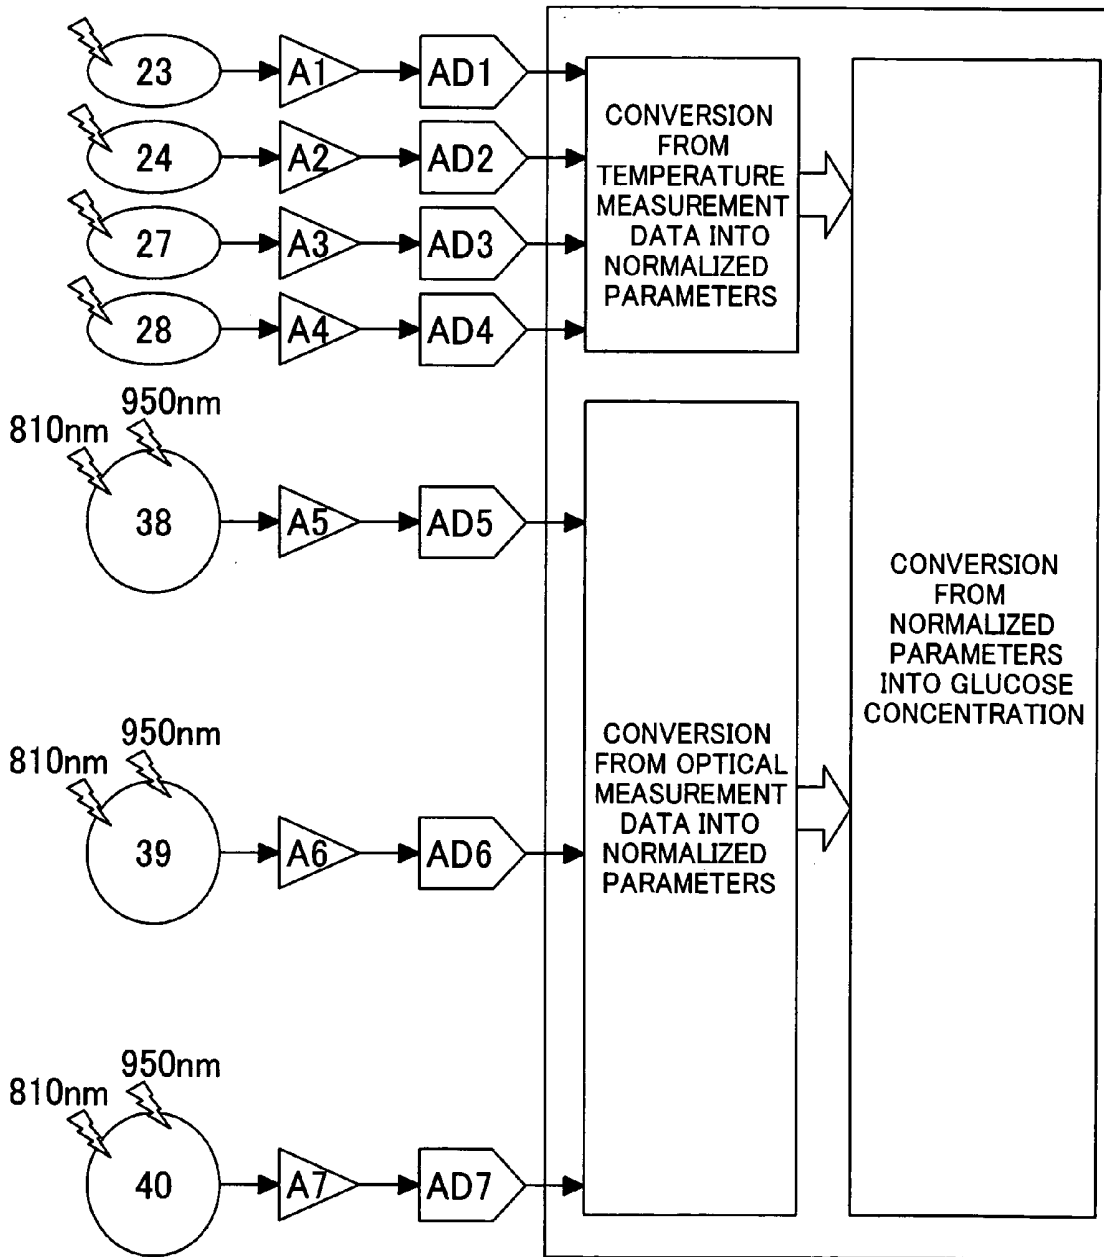 23 A1 AD1
24 A2 AD2
27 A3 AD3
28 A4 AD4
CONVERSION
FROM
TEMPERATURE
MEASUREMENT
DATA INTO
NORMALIZED
PARAMETERS
950nm
810nm
38 A5 AD5
950nm
810nm
39 A6 AD6
950nm
810nm
40 A7 AD7
CONVERSION
FROM OPTICAL
MEASUREMENT
DATA INTO
NORMALIZED
PARAMETERS
CONVERSION
FROM
NORMALIZED
PARAMETERS
INTO GLUCOSE
CONCENTRATION